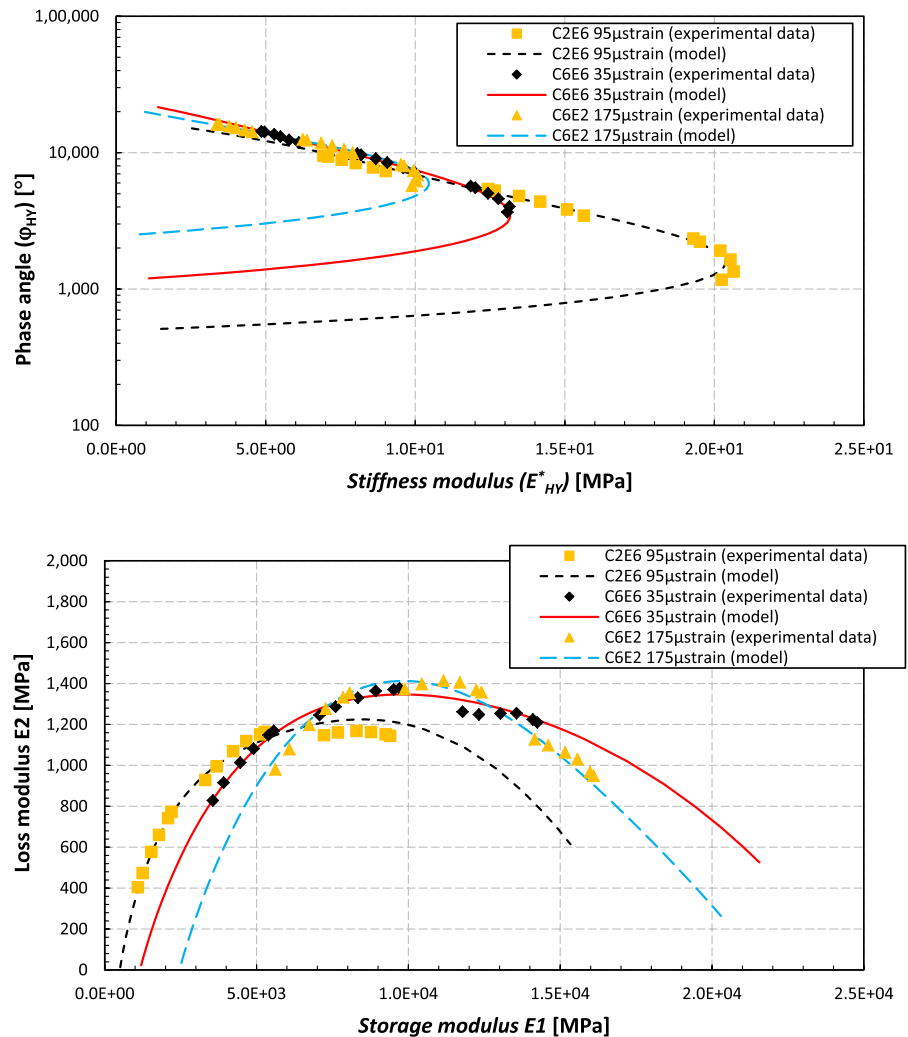 1,00,000
10,000
1,000
100
Phase angle (φHY) [°]
C2E6 95µstrain (experimental data)
C2E6 95µstrain (model)
C6E6 35µstrain (experimental data)
C6E6 35µstrain (model)
C6E2 175µstrain (experimental data)
C6E2 175µstrain (model)
0.0E+00 5.0E+00 1.0E+01 1.5E+01 2.0E+01 2.5E+01
Stiffness modulus (E*HY) [MPa]
2,000
1,800
1,600
1,400
1,200
1,000
800
600
400
200
0
Loss modulus E2 [MPa]
C2E6 95µstrain (experimental data)
C2E6 95µstrain (model)
C6E6 35µstrain (experimental data)
C6E6 35µstrain (model)
C6E2 175µstrain (experimental data)
C6E2 175µstrain (model)
0.0E+00 5.0E+03 1.0E+04 1.5E+04 2.0E+04 2.5E+04
Storage modulus E1 [MPa]